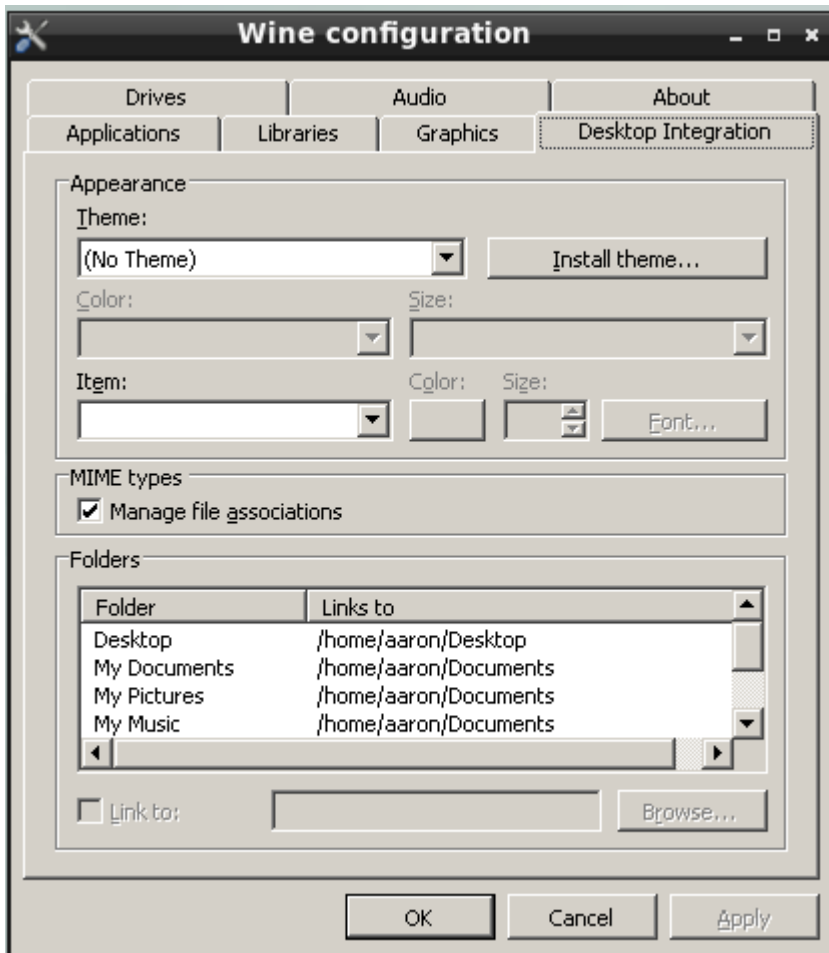 Wine configuration
Drives Audio About
Applications Libraries Graphics Desktop Integration
Appearance
Theme:
(No Theme) Install theme...
Color: Size:
Item: Color: Size:
Font...
MIME types
Manage file associations
Folders
Folder Links to
Desktop /home/aaron/Desktop
My Documents /home/aaron/Documents
My Pictures /home/aaron/Documents
My Music /home/aaron/Documents
Link to: Browse...
OK Cancel Apply